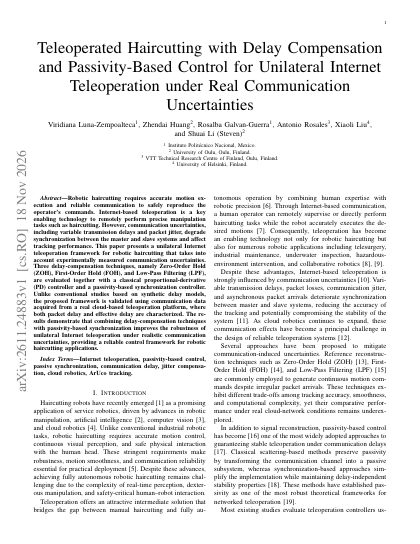 1
Teleoperated Haircutting with Delay Compensation
and Passivity-Based Control for Unilateral Internet
Teleoperation under Real Communication
Uncertainties
Viridiana Luna-Zempoalteca1, Zhendai Huang2, Rosalba Galvan-Guerra1, Antonio Rosales3, Xiaoli Liu4,
and Shuai Li (Steven)2
1 Instituto Politécnico Nacional, Mexico
2 University of Oulu, Oulu, Finland
3 VTT Technical Research Centre of Finland, Oulu, Finland
4 University of Helsinki, Finland
arXiv:2611.24883v1 [cs.RO] 18 Nov 2026
Abstract—Robotic haircutting requires accurate motion ex-
ecution and reliable communication to safely reproduce the
operator's commands. Internet-based teleoperation is a key
enabling technology to remotely perform precise manipulation
tasks such as haircutting. However, communication uncertainties,
including variable transmission delays and packet jitter, degrade
synchronization between the master and slave systems and affect
tracking performance. This paper presents a unilateral Internet
teleoperation framework for robotic haircutting that takes into
account experimentally measured communication uncertainties.
Three delay-compensation techniques, namely Zero-Order Hold
(ZOH), First-Order Hold (FOH), and Low-Pass Filtering (LPF),
are evaluated together with a classical proportional-derivative
(PD) controller and a passivity-based synchronization controller.
Unlike conventional studies based on synthetic delay models,
the proposed framework is validated using communication data
acquired from a real cloud-based teleoperation platform, where
both packet delay and effective delay are characterized. The re-
sults demonstrate that combining delay-compensation techniques
with passivity-based synchronization improves the robustness of
unilateral Internet teleoperation under realistic communication
uncertainties, providing a reliable control framework for robotic
haircutting applications.
Index Terms—Internet teleoperation, passivity-based control,
passive synchronization, communication delay, jitter compensa-
tion, cloud robotics, ArUco tracking.
I. Introduction
Haircutting robots have recently emerged [1] as a promising
application of service robotics, driven by advances in robotic
manipulation, artificial intelligence [2], computer vision [3],
and cloud robotics [4]. Unlike conventional industrial robotic
tasks, robotic haircutting requires accurate motion control,
continuous visual perception, and safe physical interaction
with the human head. These stringent requirements make
robustness, motion smoothness, and communication reliability
essential for practical deployment [5]. Despite these advances,
achieving fully autonomous robotic haircutting remains chal-
lenging due to the complexity of real-time perception, dexter-
ous manipulation, and safety-critical human-robot interaction.
Teleoperation offers an attractive intermediate solution that
bridges the gap between manual haircutting and fully au-
tonomous operation by combining human expertise with
robotic precision [6]. Through Internet-based communication,
a human operator can remotely supervise or directly perform
haircutting tasks while the robot accurately executes the de-
sired motions [7]. Consequently, teleoperation has become
an enabling technology not only for robotic haircutting but
also for numerous robotic applications including telesurgery,
industrial maintenance, underwater inspection, hazardous-
environment intervention, and collaborative robotics [8], [9].
Despite these advantages, Internet-based teleoperation is
strongly influenced by communication uncertainties [10]. Vari-
able transmission delays, packet losses, communication jitter,
and asynchronous packet arrivals deteriorate synchronization
between the master and slave systems, reducing the accuracy of
the tracking and potentially compromising the stability of the
system [11]. As cloud robotics continues to expand, these
communication effects have become a principal challenge in
the design of reliable teleoperation systems [12].
Several approaches have been proposed to mitigate
communication-induced uncertainties. Reference reconstruc-
tion techniques such as Zero-Order Hold (ZOH) [13], First-
Order Hold (FOH) [14], and Low-Pass Filtering (LPF) [15]
are commonly employed to generate continuous motion com-
mands despite irregular packet arrivals. These techniques ex-
hibit different trade-offs among tracking accuracy, smoothness,
and computational complexity, yet their comparative perfor-
mance under real cloud-network conditions remains underex-
plored.
In addition to signal reconstruction, passivity-based control
has become [16] one of the most widely adopted approaches to
guaranteeing stable teleoperation under communication delays
[17]. Classical scattering-based methods preserve passivity
by transforming the communication channel into a passive
subsystem, whereas synchronization-based approaches sim-
plify the implementation while maintaining delay-independent
stability properties [18]. These methods have established pas-
sivity as one of the most robust theoretical frameworks for
networked teleoperation [19].
Most existing studies evaluate teleoperation controllers us-